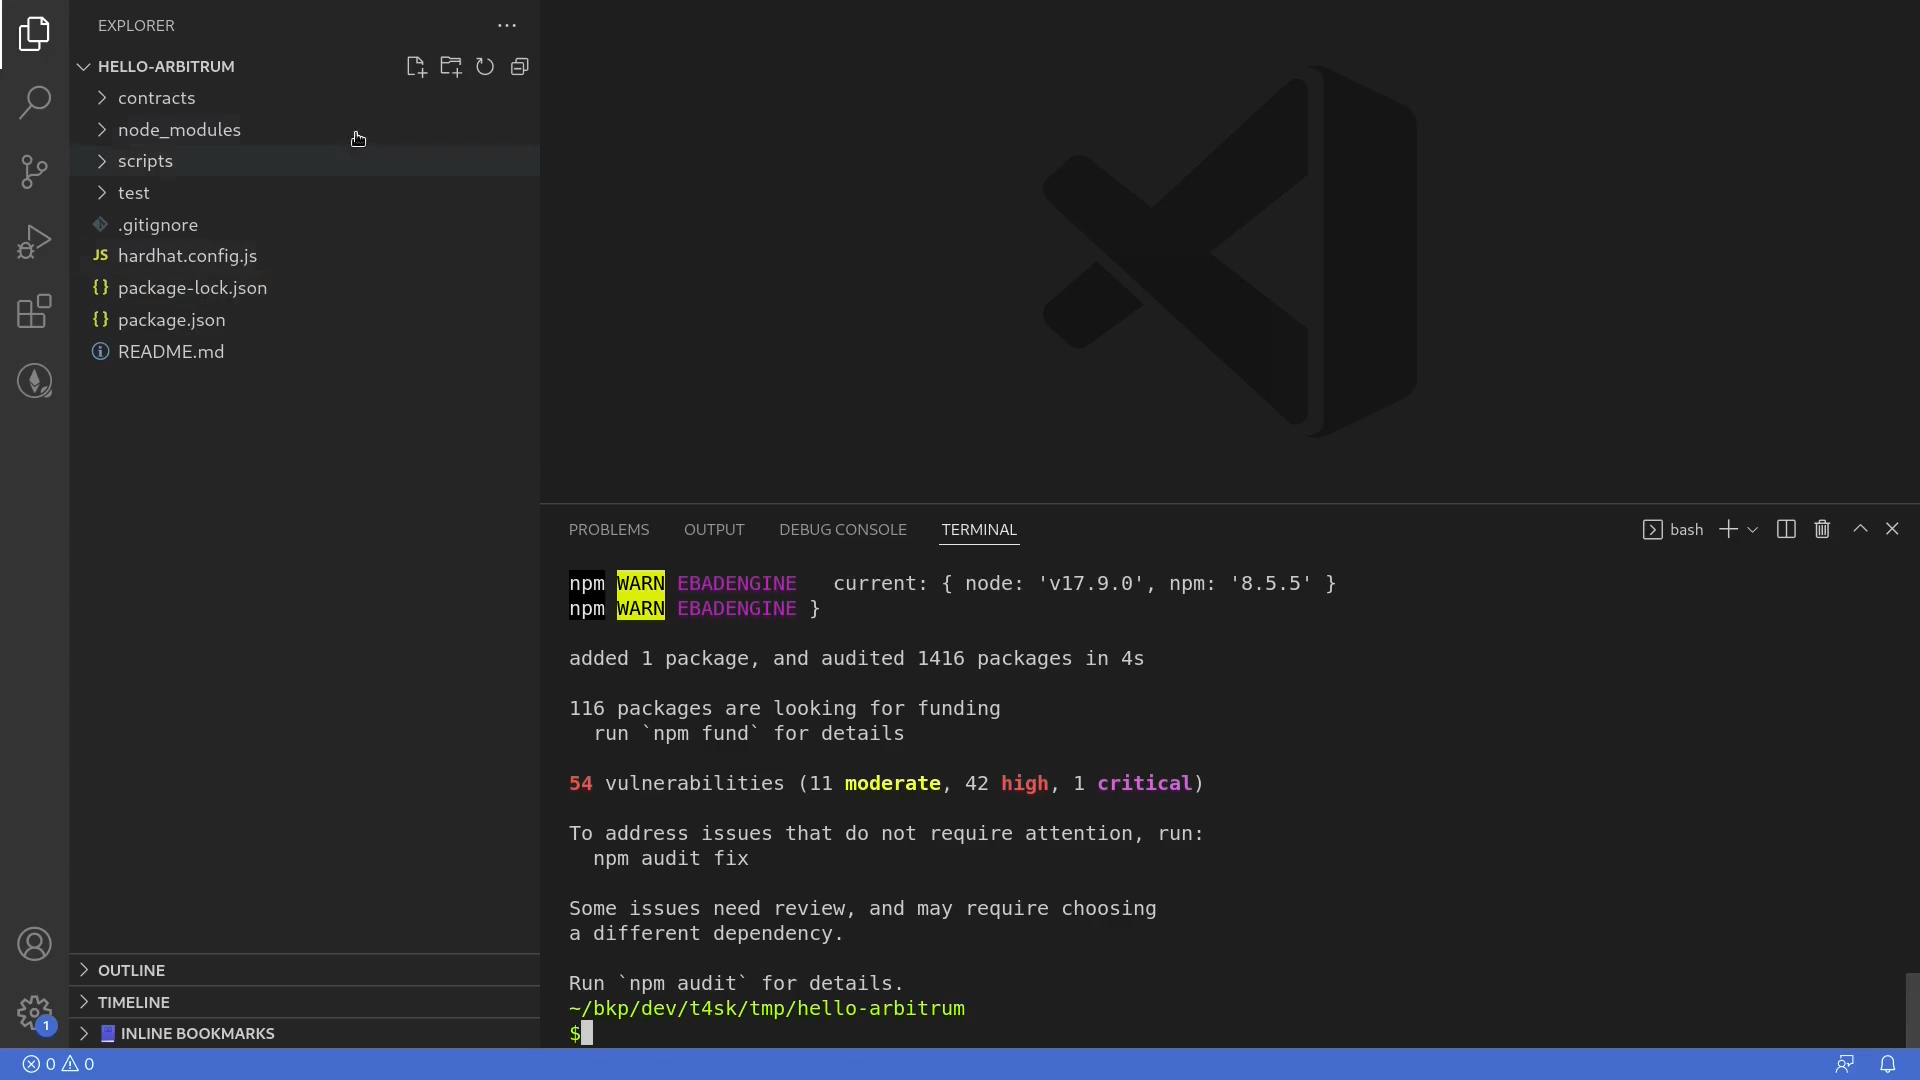 EXPLORER
HELLO-ARBITRUM
contracts
node_modules
scripts
test
.gitignore
JS hardhat.config.js
{} package-lock.json
{} package.json
README.md
OUTLINE
TIMELINE
INLINE BOOKMARKS
1
0 0
PROBLEMS OUTPUT DEBUG CONSOLE TERMINAL bash
npm WARN EBADENGINE   current: { node: 'v17.9.0', npm: '8.5.5' }
npm WARN EBADENGINE }
added 1 package, and audited 1416 packages in 4s
116 packages are looking for funding
  run `npm fund` for details
54 vulnerabilities (11 moderate, 42 high, 1 critical)
To address issues that do not require attention, run:
  npm audit fix
Some issues need review, and may require choosing
a different dependency.
Run `npm audit` for details.
~/bkp/dev/t4sk/tmp/hello-arbitrum
$